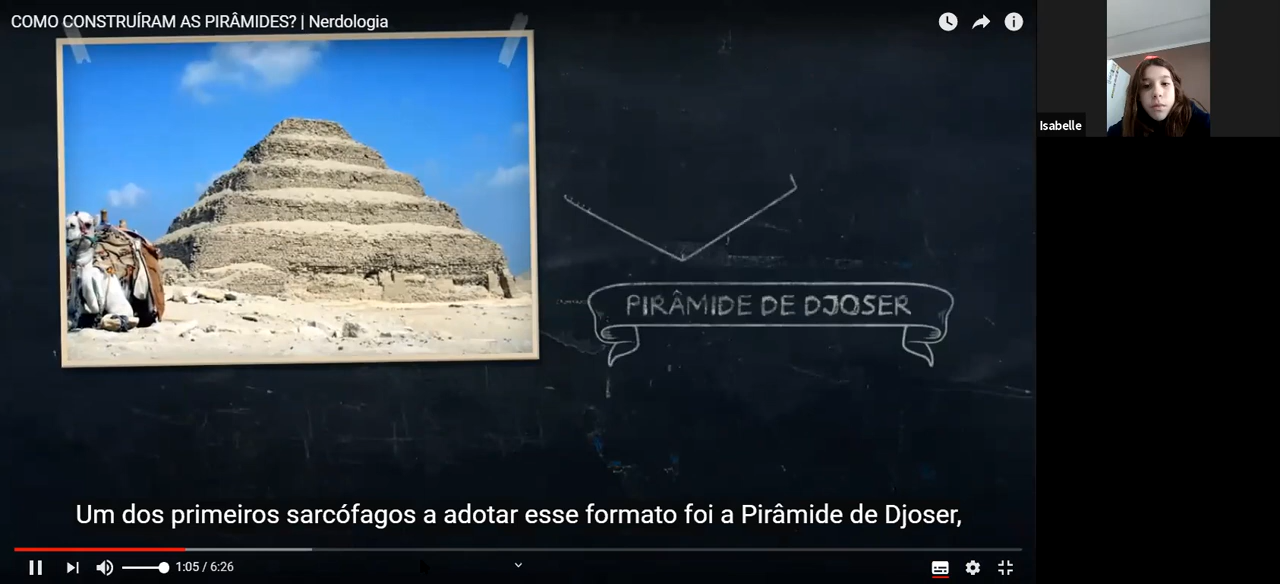 COMO CONSTRUÍRAM AS PIRÂMIDES? | Nerdologia
Isabelle
PIRÂMIDE DE DJOSER
Um dos primeiros sarcófagos a adotar esse formato foi a Pirâmide de Djoser,
1:05 / 6:26